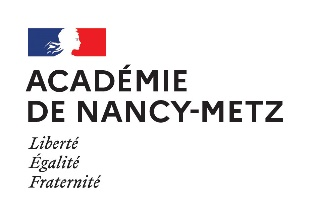 ACADÉMIE
DE NANCY-METZ
Liberté
Égalité
Fraternité